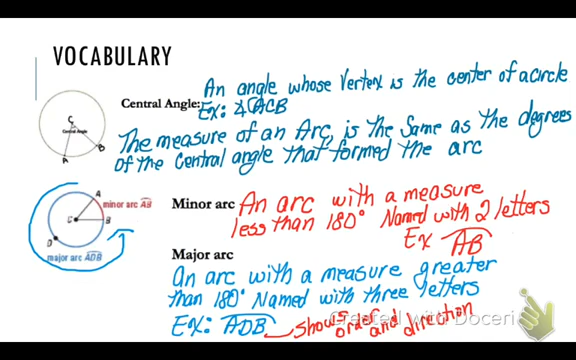 VOCABULARY
An angle whose vertex is the center of a circle
Central Angle:
Ex: ∡ACB
C
Central Angle
A
B
The measure of an Arc, is the same as the degrees
of the central angle that formed the arc
A
minor arc AB
C
B
D
major arc ADB
Minor arc
An arc with a measure
less than 180° Named with 2 letters
Ex AB
Major arc
An arc with a measure greater
than 180° Named with three letters
Ex: ADB
shows order and direction
Created with Doceri